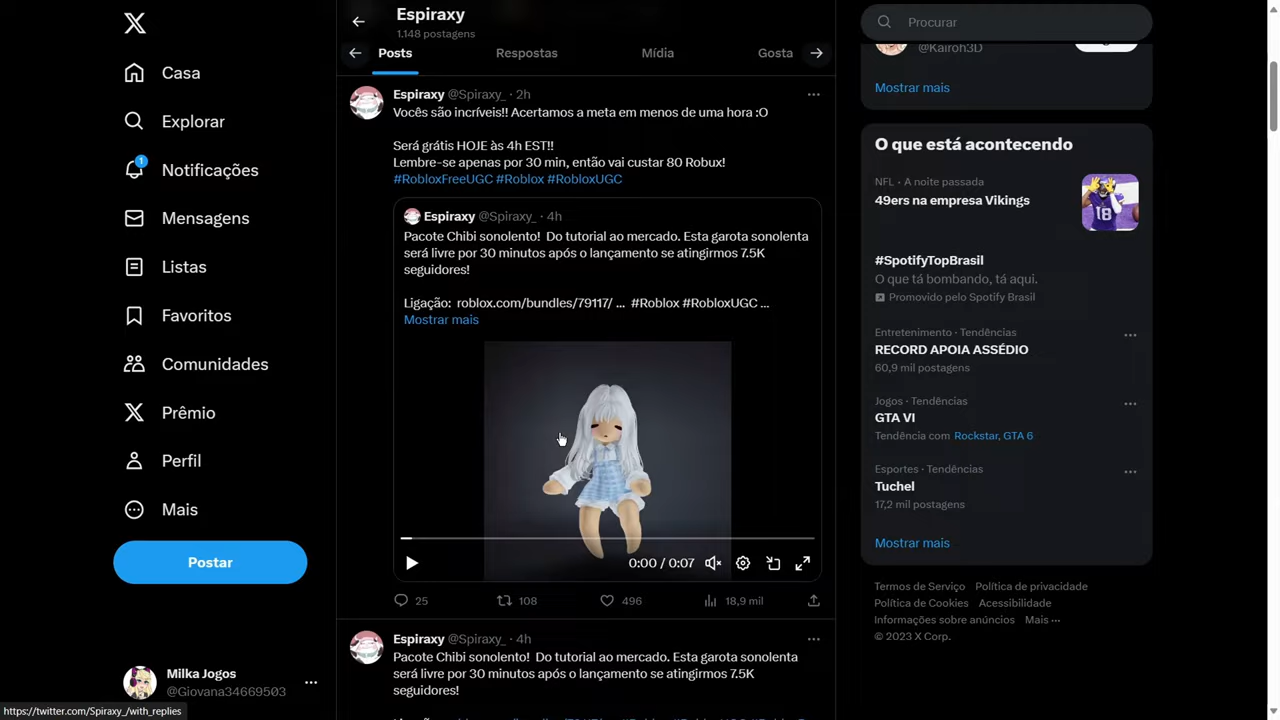 Casa
Explorar
1
Notificações
Mensagens
Listas
Favoritos
Comunidades
Prêmio
Perfil
Mais
Postar
Milka Jogos
@Giovana34669503
https://twitter.com/Spiraxy_/with_replies
Espiraxy
1.148 postagens
Posts
Respostas
Mídia
Gosta
Espiraxy @Spiraxy_ · 2h
Vocês são incríveis!! Acertamos a meta em menos de uma hora :O
Será grátis HOJE às 4h EST!!
Lembre-se apenas por 30 min, então vai custar 80 Robux!
#RobloxFreeUGC #Roblox #RobloxUGC
Espiraxy @Spiraxy_ · 4h
Pacote Chibi sonolento! Do tutorial ao mercado. Esta garota sonolenta
será livre por 30 minutos após o lançamento se atingirmos 7.5K
seguidores!
Ligação: roblox.com/bundles/79117/ ... #Roblox #RobloxUGC ...
Mostrar mais
0:00 / 0:07
25
108
496
18,9 mil
Espiraxy @Spiraxy_ · 4h
Pacote Chibi sonolento! Do tutorial ao mercado. Esta garota sonolenta
será livre por 30 minutos após o lançamento se atingirmos 7.5K
seguidores!
Procurar
@Kairoh3D
Mostrar mais
O que está acontecendo
NFL · A noite passada
49ers na empresa Vikings
18
#SpotifyTopBrasil
O que tá bombando, tá aqui.
Promovido pelo Spotify Brasil
Entretenimento · Tendências
RECORD APOIA ASSÉDIO
60,9 mil postagens
Jogos · Tendências
GTA VI
Tendência com Rockstar, GTA 6
Esportes · Tendências
Tuchel
17,2 mil postagens
Mostrar mais
Termos de Serviço Política de privacidade
Política de Cookies Acessibilidade
Informações sobre anúncios Mais ···
© 2023 X Corp.